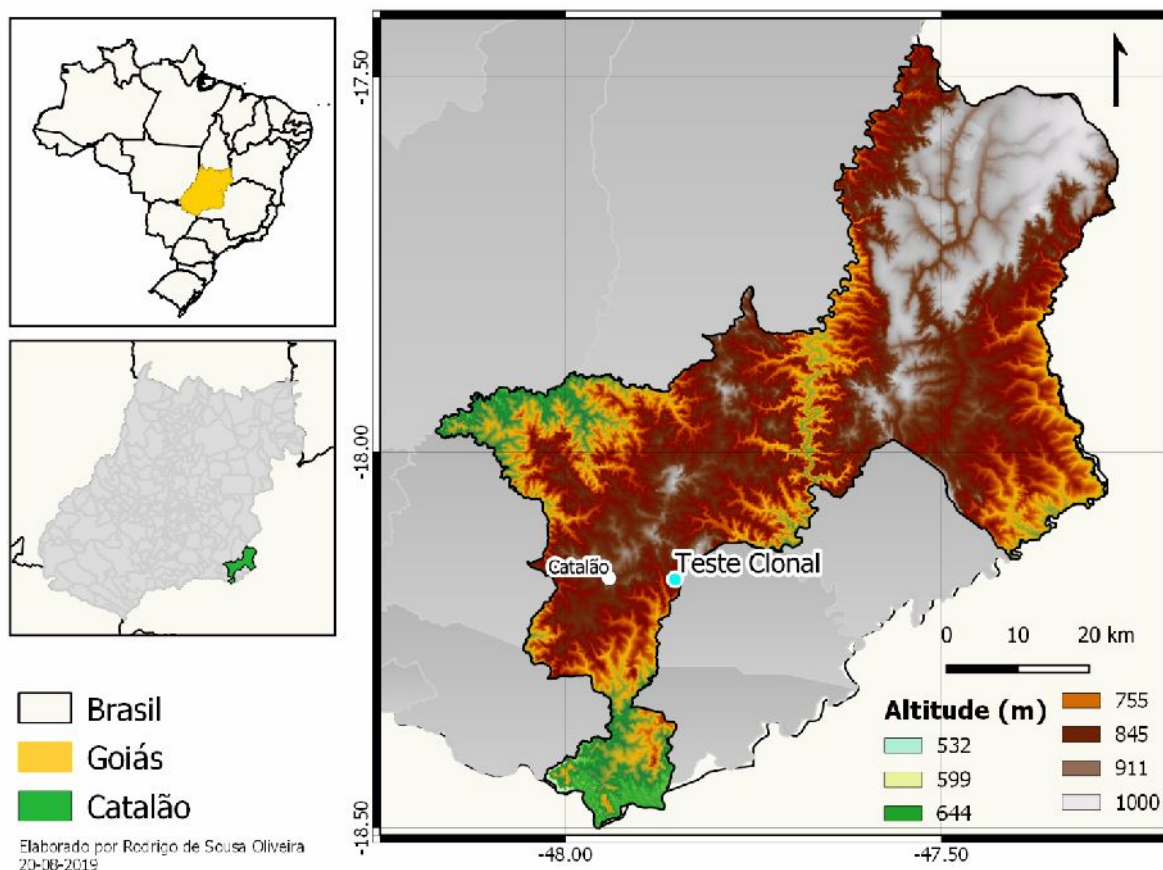 Brasil
Goiás
Catalão
Elaborado por Rodrigo de Sousa Oliveira
20-08-2019
-17.50
-18.00
-18.50
-48.00
-47.50
Catalão
Teste Clonal
0 10 20 km
Altitude (m)
532
599
644
755
845
911
1000